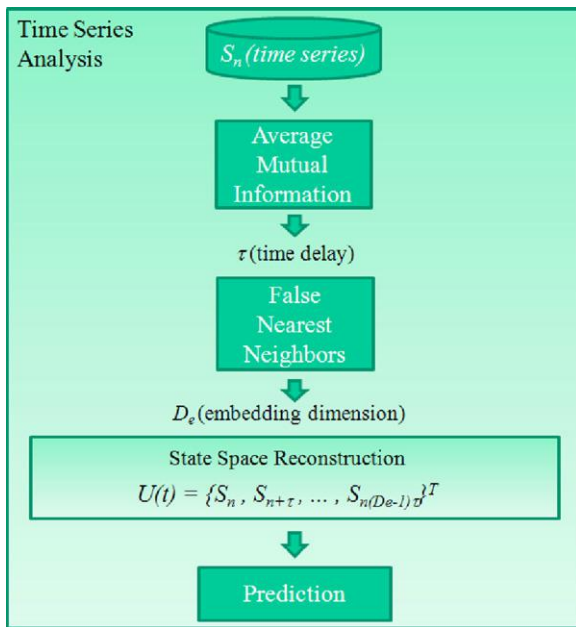 Time Series
Analysis
Sₙ (time series)
Average
Mutual
Information
τ (time delay)
False
Nearest
Neighbors
Dₑ (embedding dimension)
State Space Reconstruction
U(t) = {Sₙ , Sₙ₊τ , ... , Sₙ(De-1)τ}ᵀ
Prediction